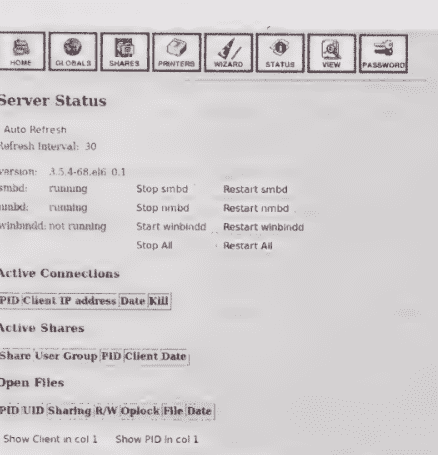 HOME GLOBALS SHARES PRINTERS WIZARD STATUS VIEW PASSWORD
Server Status
Auto Refresh
Refresh Interval: 30
version: 3.5.4-68.el6_0.1
smbd: running Stop smbd Restart smbd
nmbd: running Stop nmbd Restart nmbd
winbindd: not running Start winbindd Restart winbindd
Stop All Restart All
Active Connections
PID Client IP address Date Kill
Active Shares
Share User Group PID Client Date
Open Files
PID UID Sharing R/W Oplock File Date
Show Client in col 1 Show PID in col 1